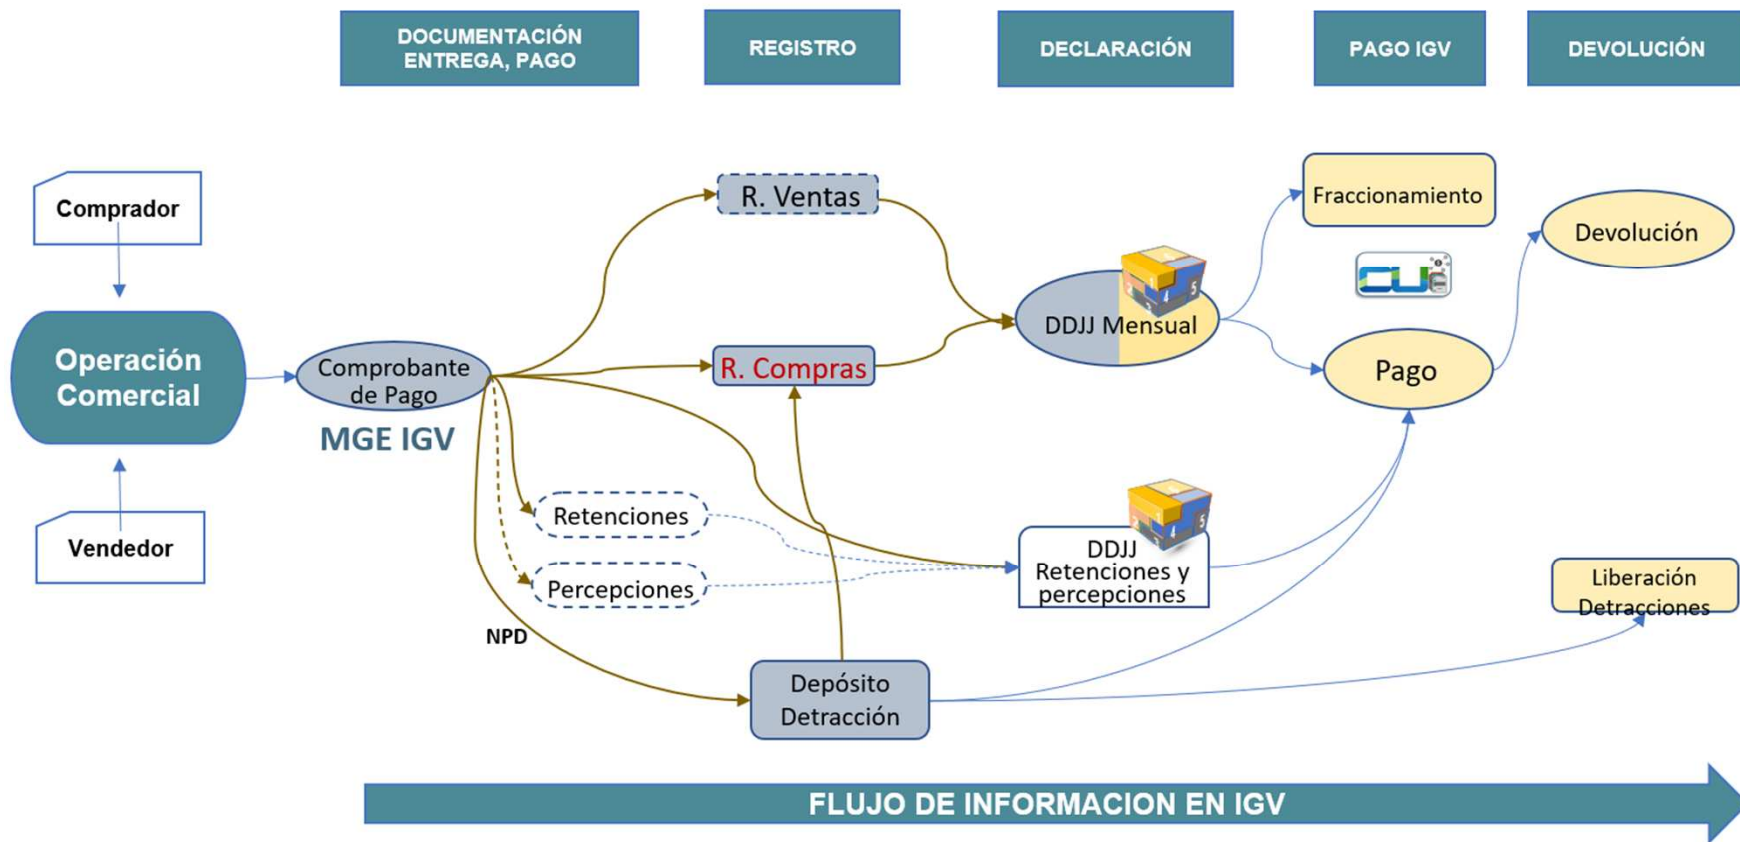 DOCUMENTACIÓN
ENTREGA, PAGO
REGISTRO
DECLARACIÓN
PAGO IGV
DEVOLUCIÓN
Comprador
Operación
Comercial
Vendedor
Comprobante
de Pago
MGE IGV
R. Ventas
R. Compras
Retenciones
Percepciones
NPD
Depósito
Detracción
DDJJ Mensual
DDJJ
Retenciones y
percepciones
Fraccionamiento
CU
Pago
Devolución
Liberación
Detracciones
FLUJO DE INFORMACION EN IGV